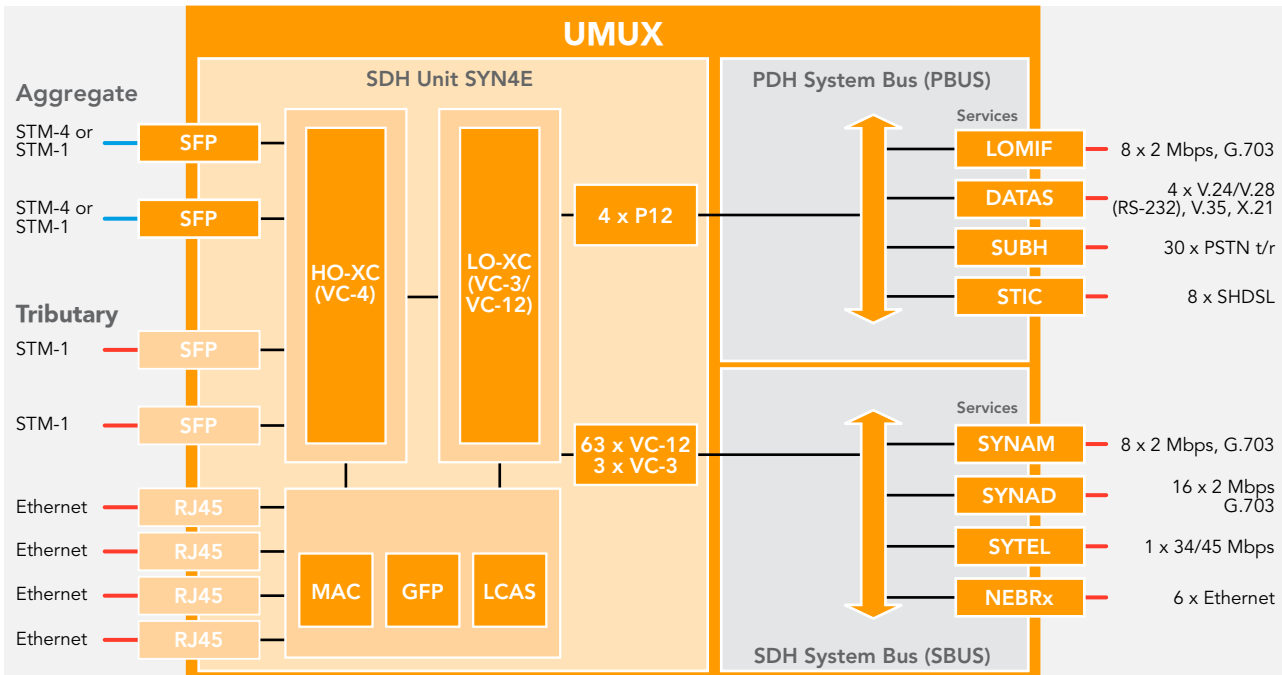 UMUX
SDH Unit SYN4E
PDH System Bus (PBUS)
Aggregate
STM-4 or
STM-1
SFP
STM-4 or
STM-1
SFP
Tributary
STM-1
SFP
STM-1
SFP
Ethernet
RJ45
Ethernet
RJ45
Ethernet
RJ45
Ethernet
RJ45
HO-XC
(VC-4)
LO-XC
(VC-3/
VC-12)
MAC
GFP
LCAS
4 x P12
63 x VC-12
3 x VC-3
Services
LOMIF
8 x 2 Mbps, G.703
DATAS
4 x V.24/V.28
(RS-232), V.35, X.21
SUBH
30 x PSTN t/r
STIC
8 x SHDSL
Services
SYNAM
8 x 2 Mbps, G.703
SYNAD
16 x 2 Mbps
G.703
SYTEL
1 x 34/45 Mbps
NEBRx
6 x Ethernet
SDH System Bus (SBUS)